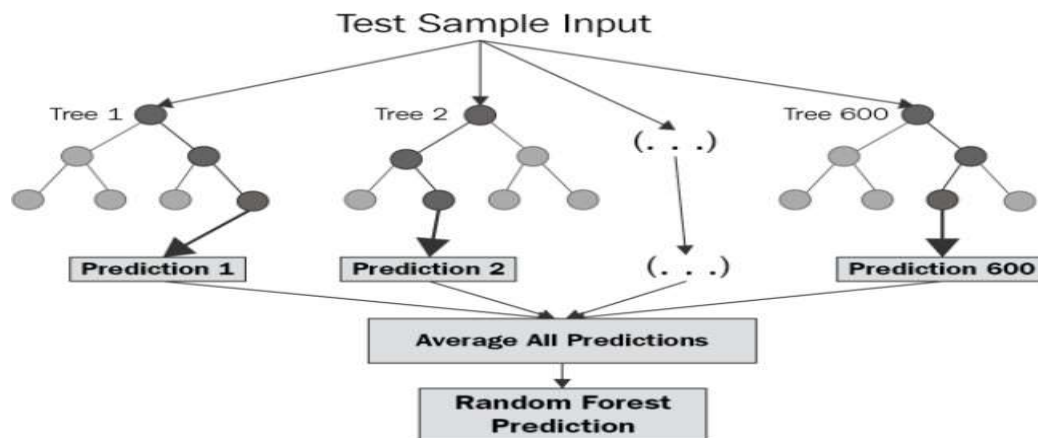 Test Sample Input
Tree 1
Tree 2
(. . .)
Tree 600
Prediction 1
Prediction 2
(. . .)
Prediction 600
Average All Predictions
Random Forest
Prediction